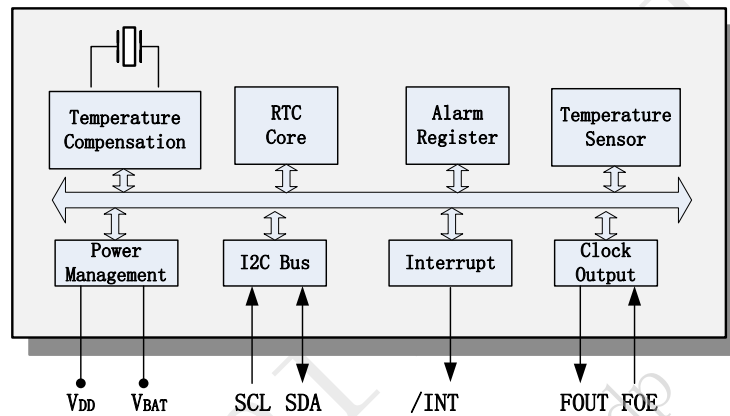 Temperature
Compensation
RTC
Core
Alarm
Register
Temperature
Sensor
Power
Management
I2C Bus
Interrupt
Clock
Output
VDD
VBAT
SCL
SDA
/INT
FOUT
FOE